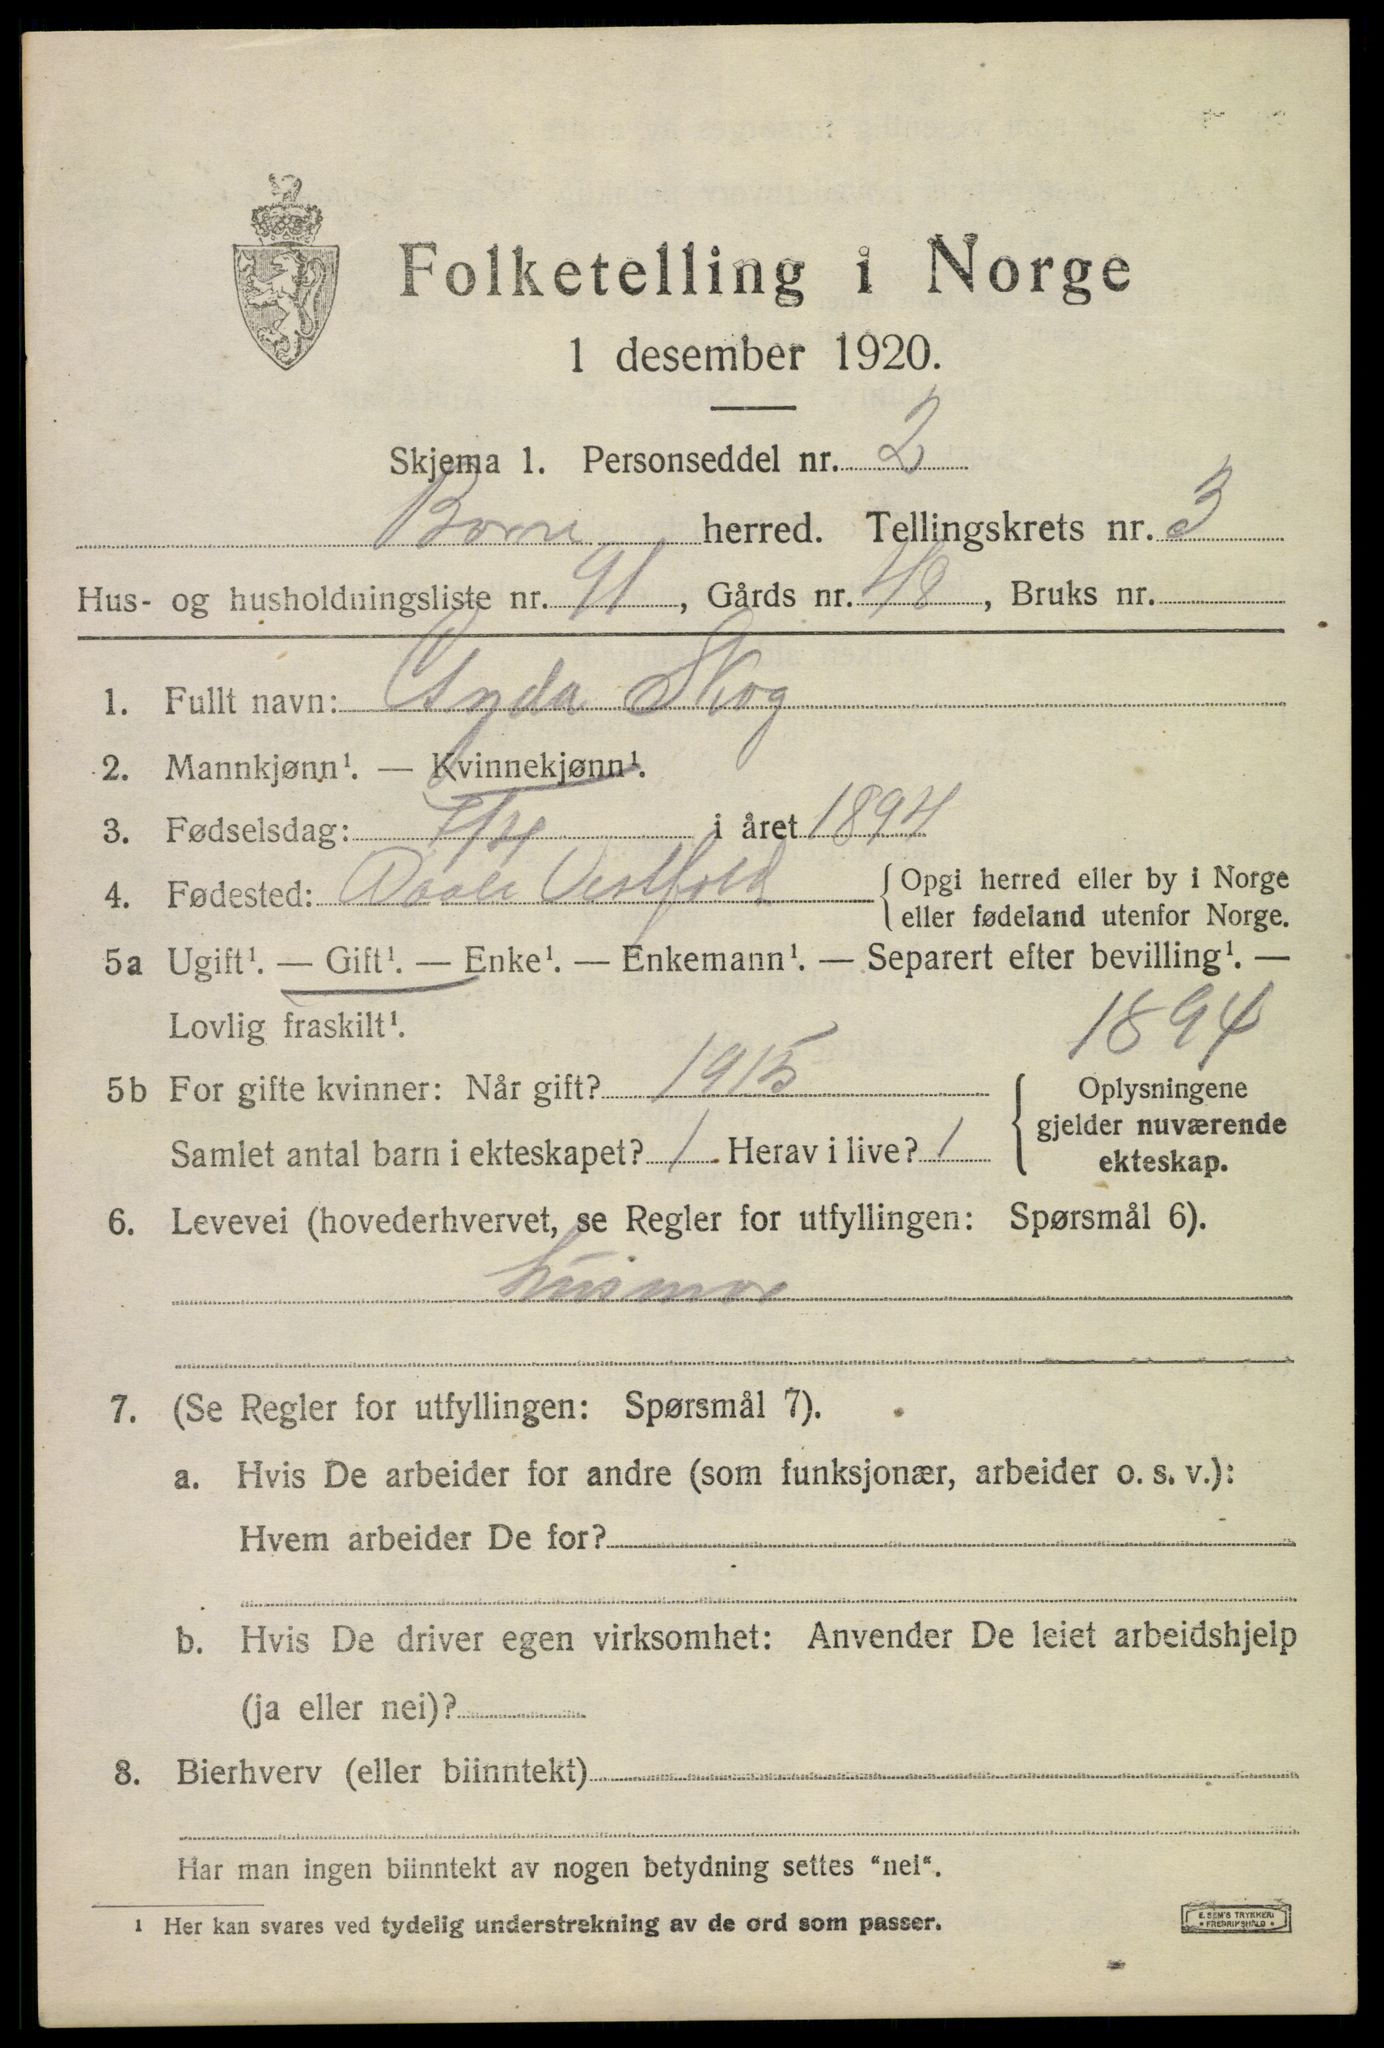 Folketelling i Norge
1 desember 1920.
Skjema 1. Personseddel nr. 2
Borre herred. Tellingskrets nr. 3
Hus- og husholdningsliste nr. 91, Gårds nr. 48, Bruks nr.
1. Fullt navn: Gyda Skog
2. Mannkjønn¹. — Kvinnekjønn¹.
3. Fødselsdag: 7/4 i året 1894
4. Fødested: Vestfold { Opgi herred eller by i Norge
eller fødeland utenfor Norge.
5a Ugift¹. — Gift¹. — Enke¹. — Enkemann¹. — Separert efter bevilling¹. —
Lovlig fraskilt¹. 1894
5b For gifte kvinner: Når gift? 1915
Samlet antal barn i ekteskapet? 1 Herav i live? 1
{ Oplysningene
gjelder nuværende
ekteskap.
6. Levevei (hovederhvervet, se Regler for utfyllingen: Spørsmål 6).
husmor
7. (Se Regler for utfyllingen: Spørsmål 7).
a. Hvis De arbeider for andre (som funksjonær, arbeider o. s. v.):
Hvem arbeider De for?
b. Hvis De driver egen virksomhet: Anvender De leiet arbeidshjelp
(ja eller nei)?
8. Bierhverv (eller biinntekt)
Har man ingen biinntekt av nogen betydning settes "nei".
¹ Her kan svares ved tydelig understrekning av de ord som passer.
E. SEM'S TRYKKERI
• FREDRIKSHALD •